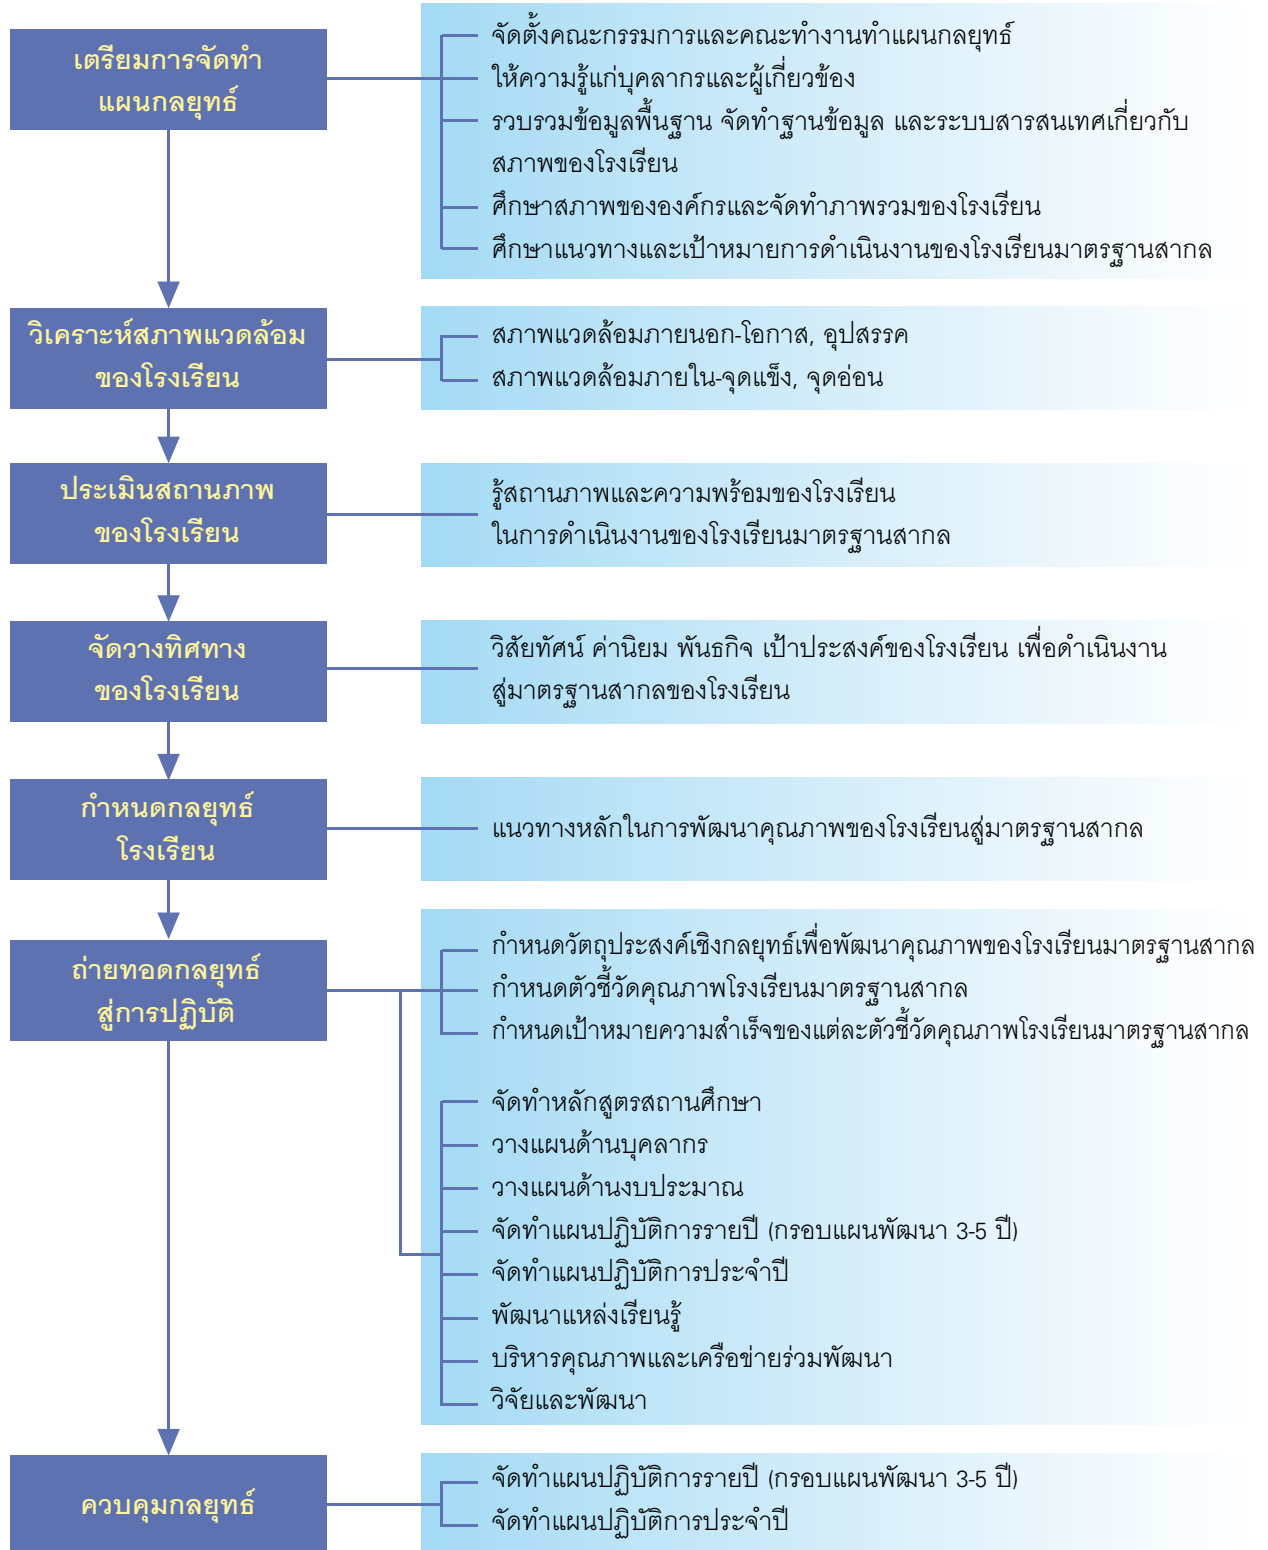 เตรียมการจัดทำ
แผนกลยุทธ์
จัดตั้งคณะกรรมการและคณะทำงานทำแผนกลยุทธ์
ให้ความรู้แก่บุคลากรและผู้เกี่ยวข้อง
รวบรวมข้อมูลพื้นฐาน จัดทำฐานข้อมูล และระบบสารสนเทศเกี่ยวกับ
สภาพของโรงเรียน
ศึกษาสภาพขององค์กรและจัดทำภาพรวมของโรงเรียน
ศึกษาแนวทางและเป้าหมายการดำเนินงานของโรงเรียนมาตรฐานสากล
วิเคราะห์สภาพแวดล้อม
ของโรงเรียน
สภาพแวดล้อมภายนอก-โอกาส, อุปสรรค
สภาพแวดล้อมภายใน-จุดแข็ง, จุดอ่อน
ประเมินสถานภาพ
ของโรงเรียน
รู้สถานภาพและความพร้อมของโรงเรียน
ในการดำเนินงานของโรงเรียนมาตรฐานสากล
จัดวางทิศทาง
ของโรงเรียน
วิสัยทัศน์ ค่านิยม พันธกิจ เป้าประสงค์ของโรงเรียน เพื่อดำเนินงาน
สู่มาตรฐานสากลของโรงเรียน
กำหนดกลยุทธ์
โรงเรียน
แนวทางหลักในการพัฒนาคุณภาพของโรงเรียนสู่มาตรฐานสากล
ถ่ายทอดกลยุทธ์
สู่การปฏิบัติ
กำหนดวัตถุประสงค์เชิงกลยุทธ์เพื่อพัฒนาคุณภาพของโรงเรียนมาตรฐานสากล
กำหนดตัวชี้วัดคุณภาพโรงเรียนมาตรฐานสากล
กำหนดเป้าหมายความสำเร็จของแต่ละตัวชี้วัดคุณภาพโรงเรียนมาตรฐานสากล
จัดทำหลักสูตรสถานศึกษา
วางแผนด้านบุคลากร
วางแผนด้านงบประมาณ
จัดทำแผนปฏิบัติการรายปี (กรอบแผนพัฒนา 3-5 ปี)
จัดทำแผนปฏิบัติการประจำปี
พัฒนาแหล่งเรียนรู้
บริหารคุณภาพและเครือข่ายร่วมพัฒนา
วิจัยและพัฒนา
ควบคุมกลยุทธ์
จัดทำแผนปฏิบัติการรายปี (กรอบแผนพัฒนา 3-5 ปี)
จัดทำแผนปฏิบัติการประจำปี